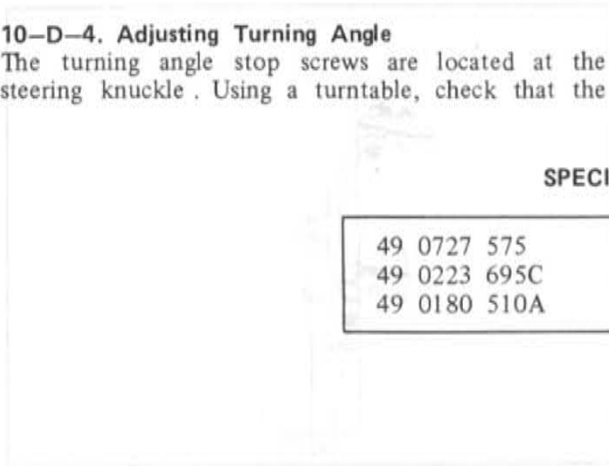 10–D–4. Adjusting Turning Angle
The turning angle stop screws are located at the
steering knuckle . Using a turntable, check that the
SPECI
49 0727 575
49 0223 695C
49 0180 510A